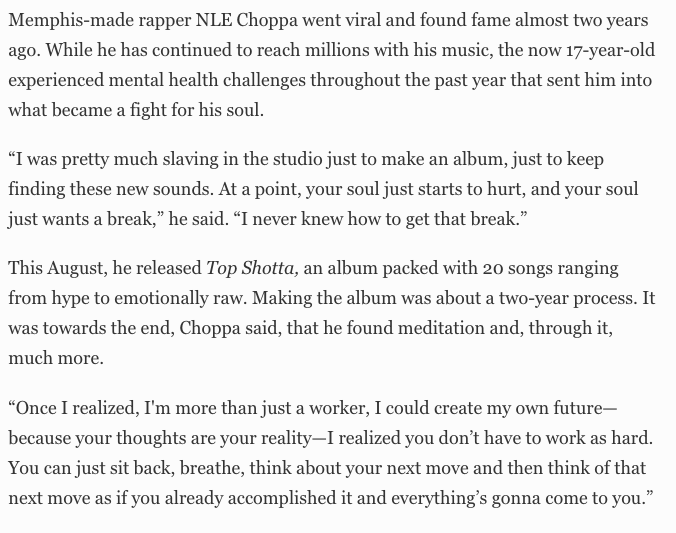 Memphis-made rapper NLE Choppa went viral and found fame almost two years
ago. While he has continued to reach millions with his music, the now 17-year-old
experienced mental health challenges throughout the past year that sent him into
what became a fight for his soul.
“I was pretty much slaving in the studio just to make an album, just to keep
finding these new sounds. At a point, your soul just starts to hurt, and your soul
just wants a break,” he said. “I never knew how to get that break.”
This August, he released Top Shotta, an album packed with 20 songs ranging
from hype to emotionally raw. Making the album was about a two-year process. It
was towards the end, Choppa said, that he found meditation and, through it,
much more.
“Once I realized, I'm more than just a worker, I could create my own future—
because your thoughts are your reality—I realized you don’t have to work as hard.
You can just sit back, breathe, think about your next move and then think of that
next move as if you already accomplished it and everything’s gonna come to you.”